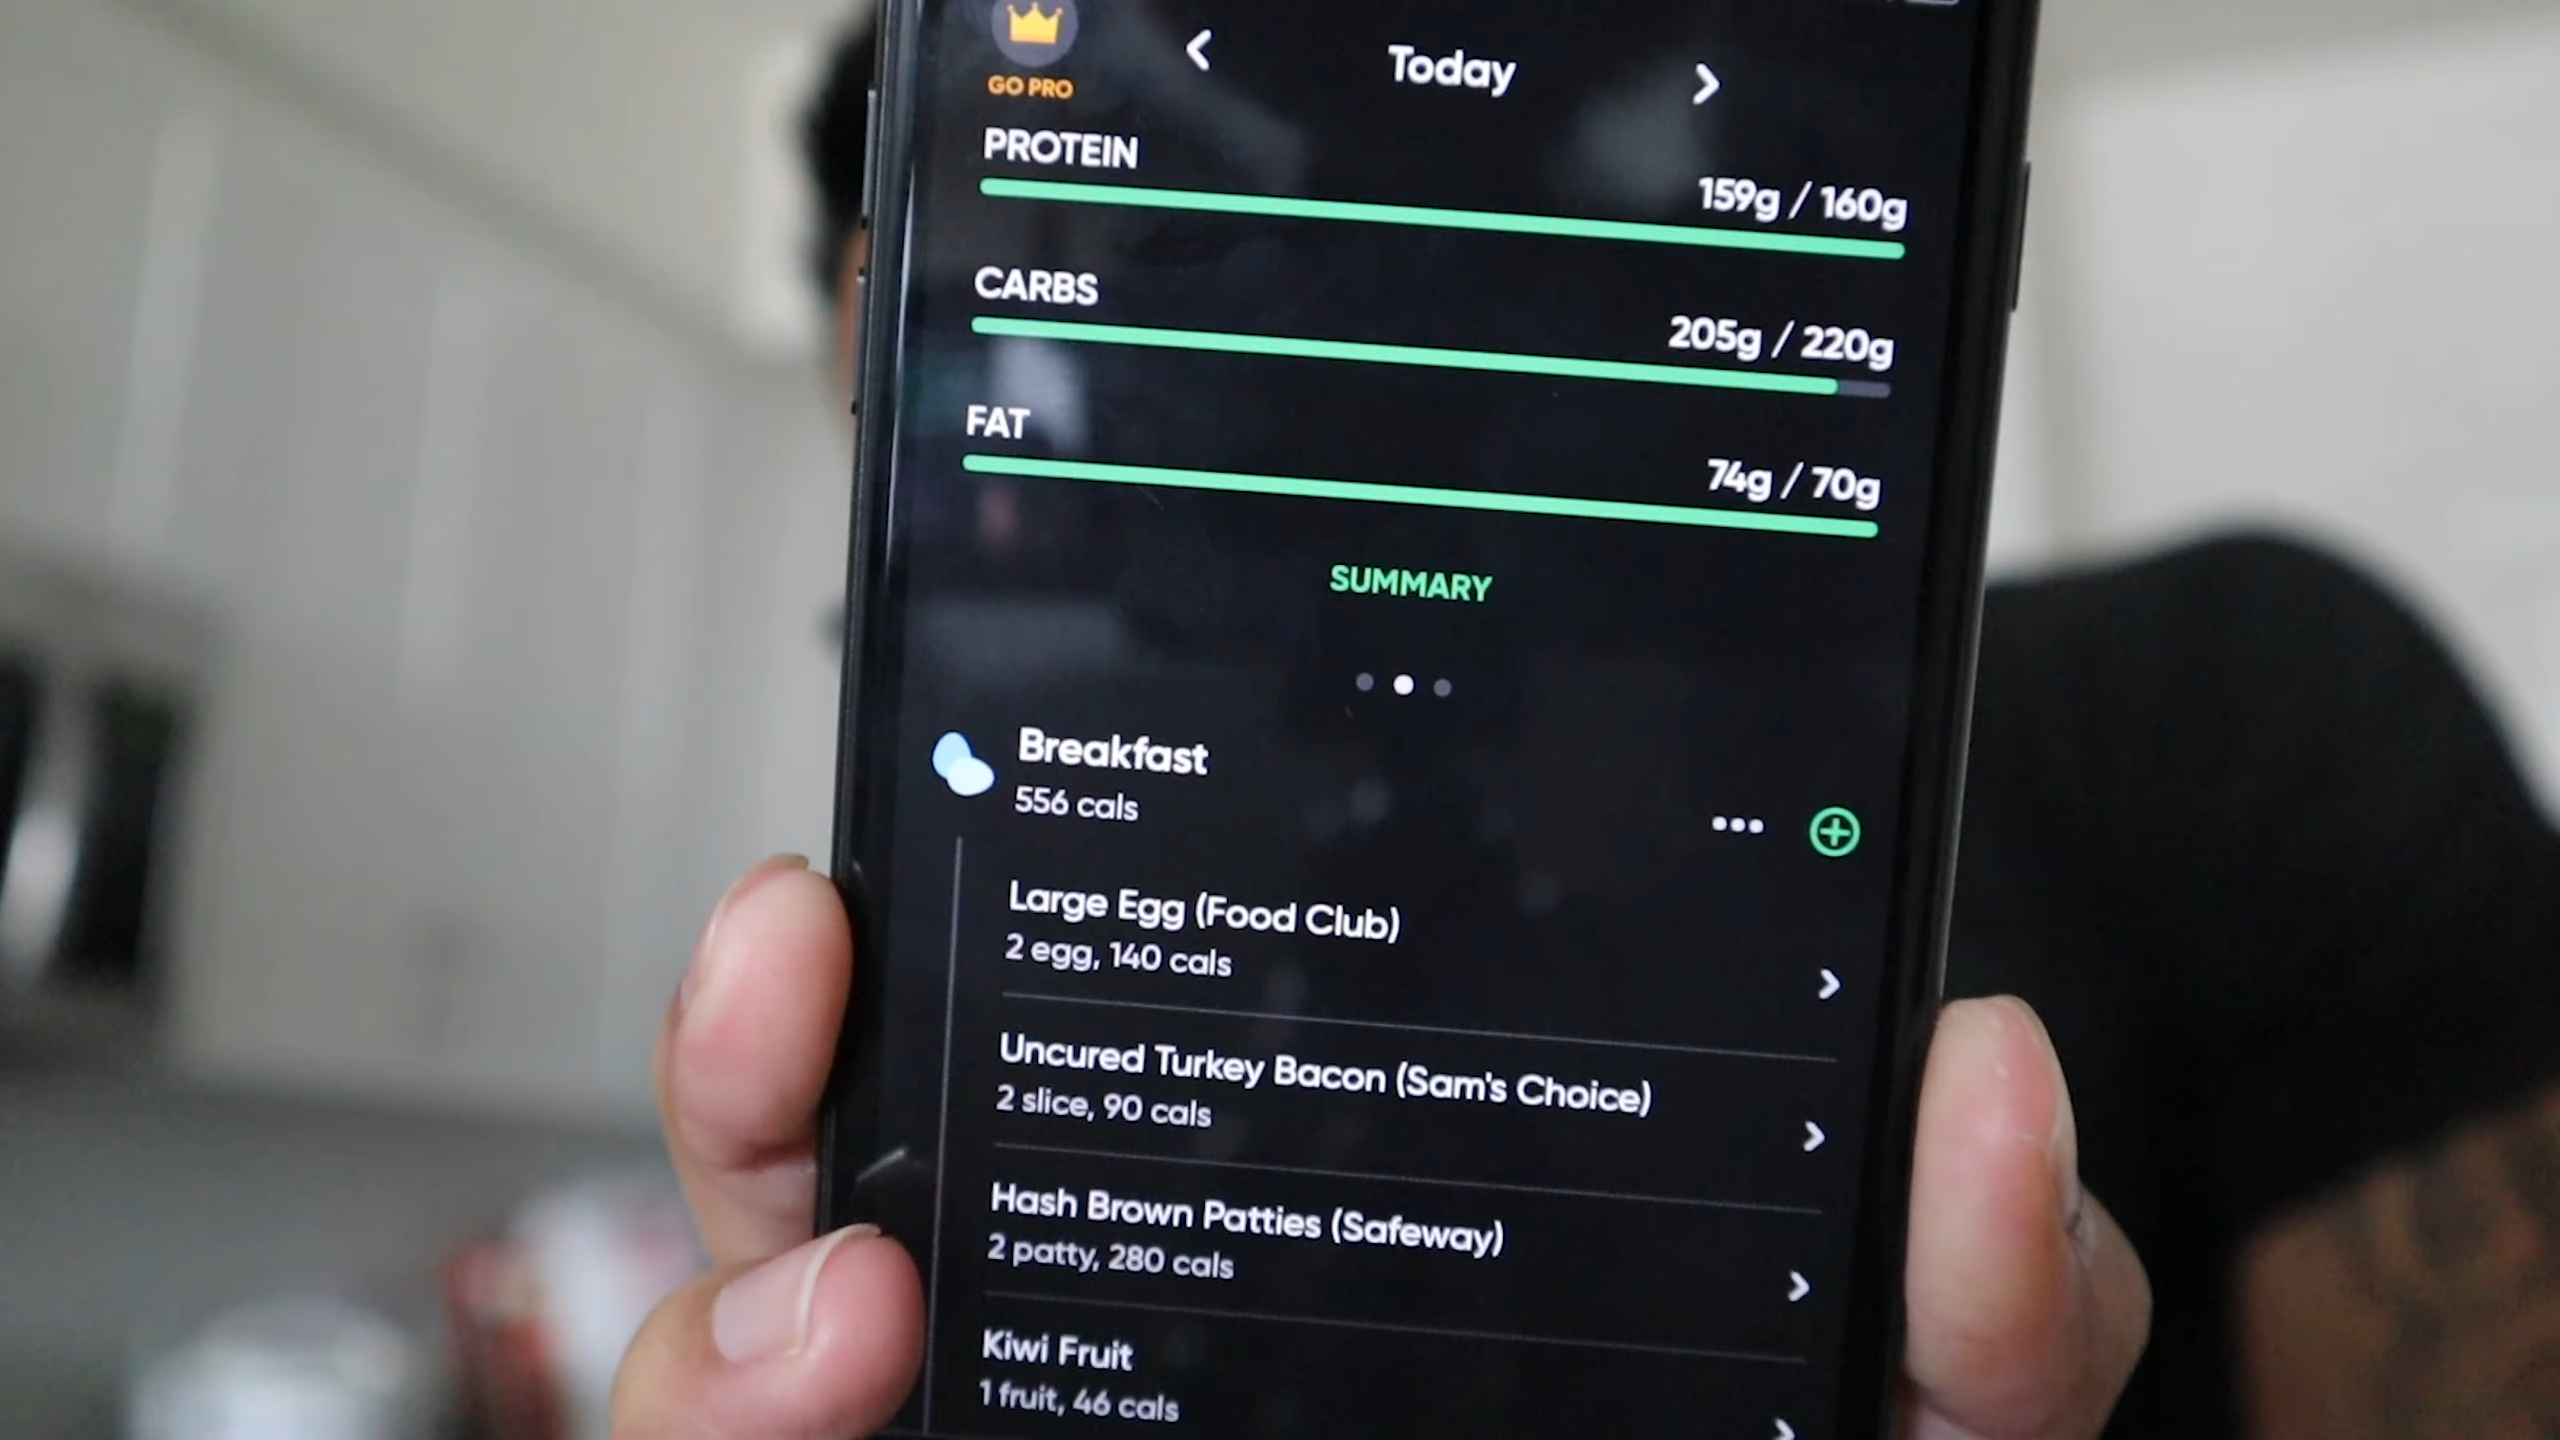 GO PRO
Today
PROTEIN
159g / 160g
CARBS
205g / 220g
FAT
74g / 70g
SUMMARY
Breakfast
556 cals
Large Egg (Food Club)
2 egg, 140 cals
Uncured Turkey Bacon (Sam's Choice)
2 slice, 90 cals
Hash Brown Patties (Safeway)
2 patty, 280 cals
Kiwi Fruit
1 fruit, 46 cals